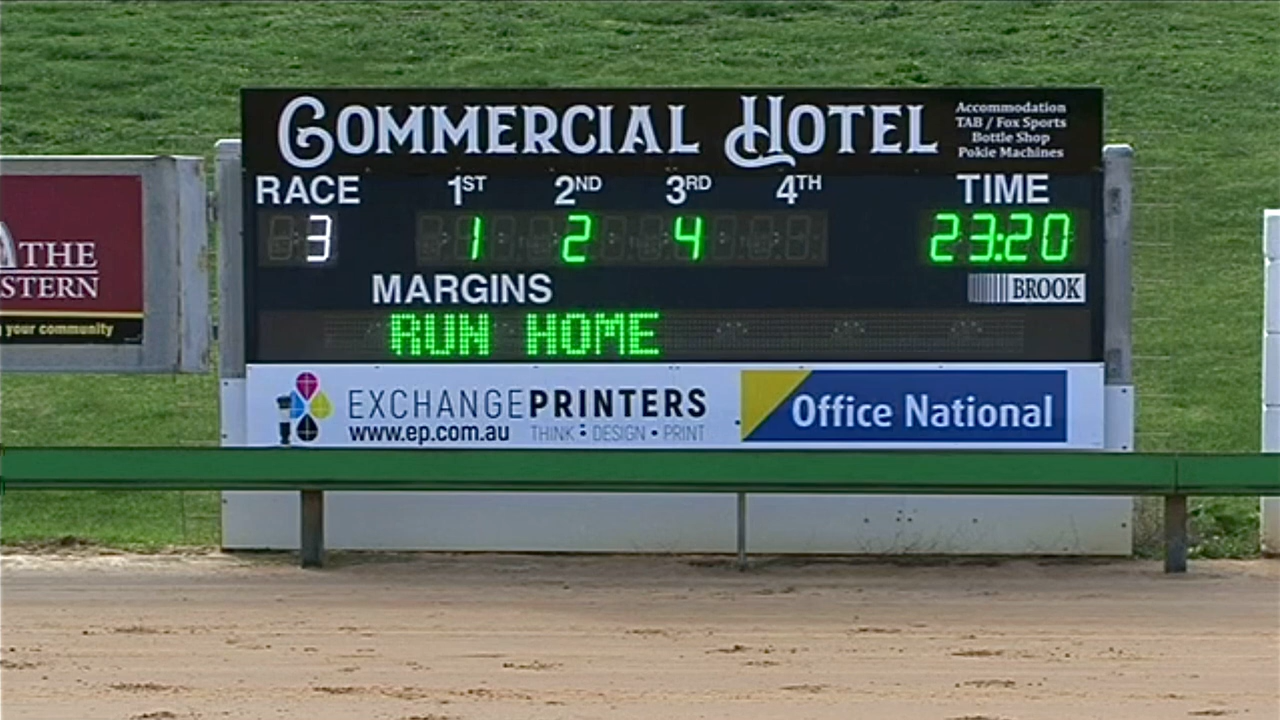 COMMERCIAL HOTEL
Accommodation
TAB / Fox Sports
Bottle Shop
Pokie Machines
RACE 1ST 2ND 3RD 4TH TIME
3 1 2 4 23:20
MARGINS
BROOK
RUN HOME
THE
STERN
your community
EXCHANGEPRINTERS
www.ep.com.au THINK • DESIGN • PRINT
Office National